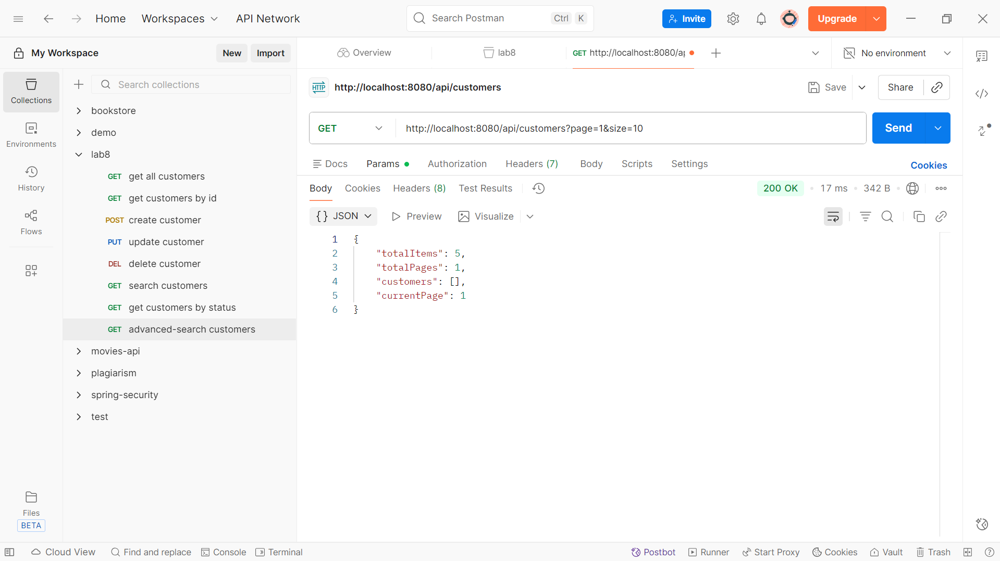 Home
Workspaces
API Network
Search Postman
Ctrl K
Invite
Upgrade
My Workspace
New
Import
Overview
lab8
GET http://localhost:8080/ap
No environment
Collections
Environments
History
Flows
Files
BETA
Search collections
bookstore
demo
lab8
GET get all customers
GET get customers by id
POST create customer
PUT update customer
DEL delete customer
GET search customers
GET get customers by status
GET advanced-search customers
movies-api
plagiarism
spring-security
test
HTTP http://localhost:8080/api/customers
Save
Share
GET http://localhost:8080/api/customers?page=1&size=10
Send
Docs
Params
Authorization
Headers (7)
Body
Scripts
Settings
Cookies
Body
Cookies
Headers (8)
Test Results
200 OK
17 ms
342 B
{} JSON
Preview
Visualize
1 {
2 "totalItems": 5,
3 "totalPages": 1,
4 "customers": [],
5 "currentPage": 1
6 }
Cloud View
Find and replace
Console
Terminal
Postbot
Runner
Start Proxy
Cookies
Vault
Trash